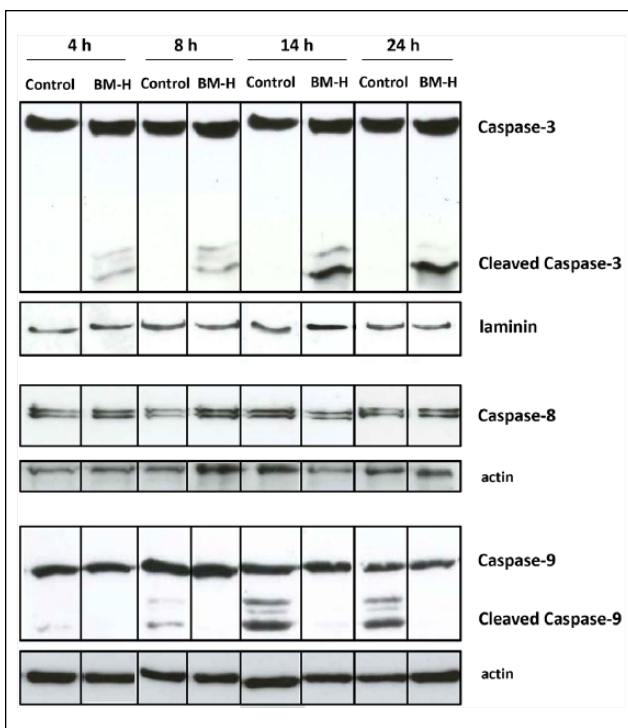 4 h 8 h 14 h 24 h
Control BM-H Control BM-H Control BM-H Control BM-H
Caspase-3
Cleaved Caspase-3
laminin
Caspase-8
actin
Caspase-9
Cleaved Caspase-9
actin